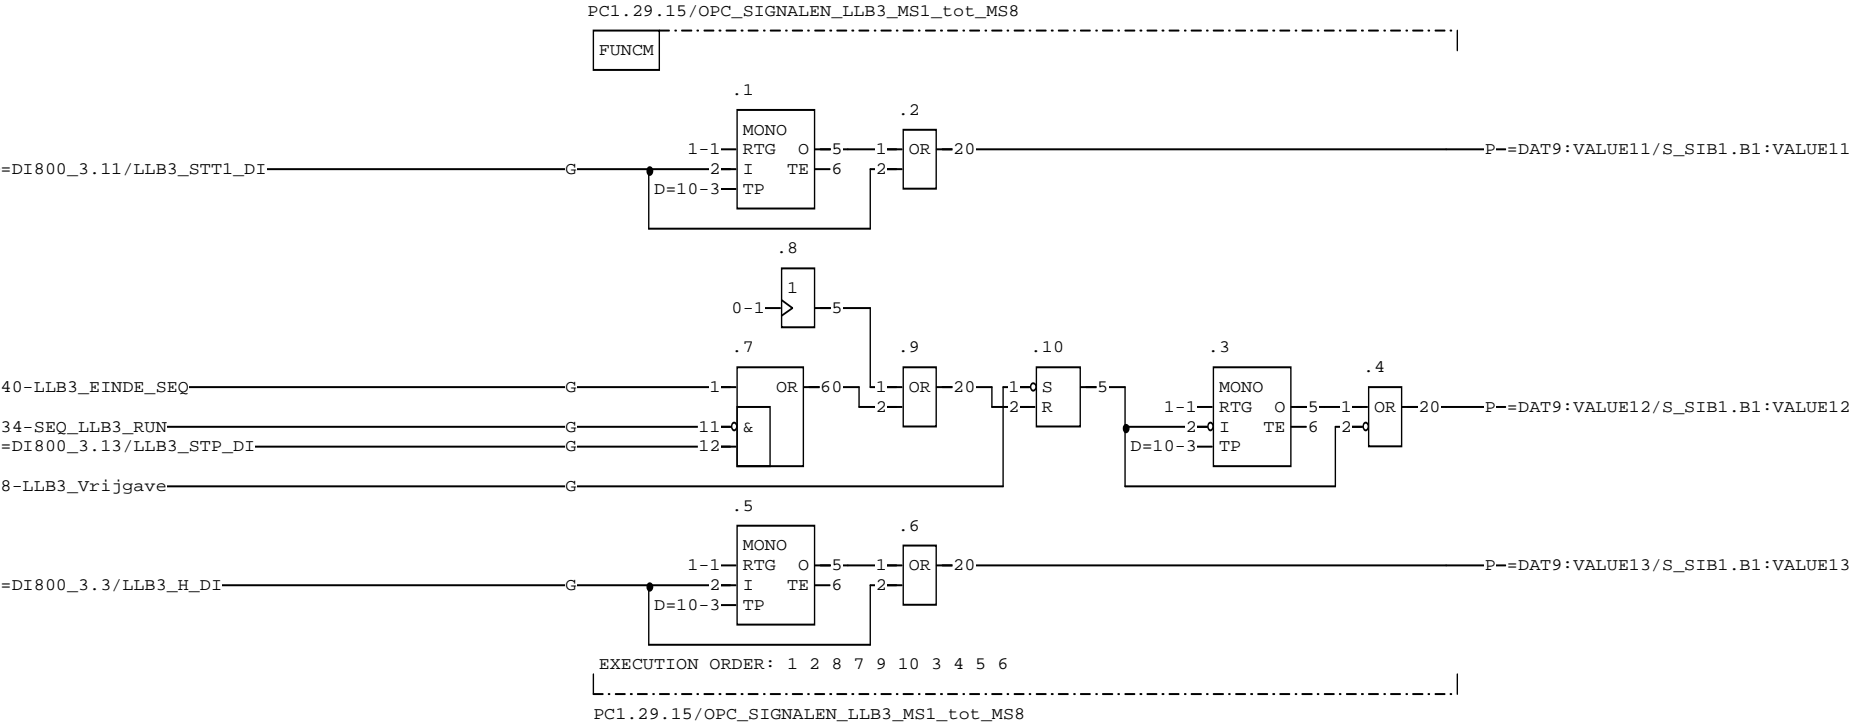 PC1.29.15/OPC_SIGNALEN_LLB3_MS1_tot_MS8
FUNCM
.1
.2
MONO
1-1 RTG O 5 1 OR 20 P =DAT9:VALUE11/S_SIB1.B1:VALUE11
=DI800_3.11/LLB3_STT1_DI G 2 I TE 6 2
D=10-3 TP
.8
1
0-1 5
.7 .9 .10 .3
.4
40-LLB3_EINDE_SEQ G 1 OR 60 1 OR 20 1 S 5 MONO
2 2 R 1-1 RTG O 5 1 OR 20 P =DAT9:VALUE12/S_SIB1.B1:VALUE12
34-SEQ_LLB3_RUN G 11 & 2 I TE 6 2
=DI800_3.13/LLB3_STP_DI G 12 D=10-3 TP
8-LLB3_Vrijgave G
.5
.6
MONO
1-1 RTG O 5 1 OR 20 P =DAT9:VALUE13/S_SIB1.B1:VALUE13
=DI800_3.3/LLB3_H_DI G 2 I TE 6 2
D=10-3 TP
EXECUTION ORDER: 1 2 8 7 9 10 3 4 5 6
PC1.29.15/OPC_SIGNALEN_LLB3_MS1_tot_MS8